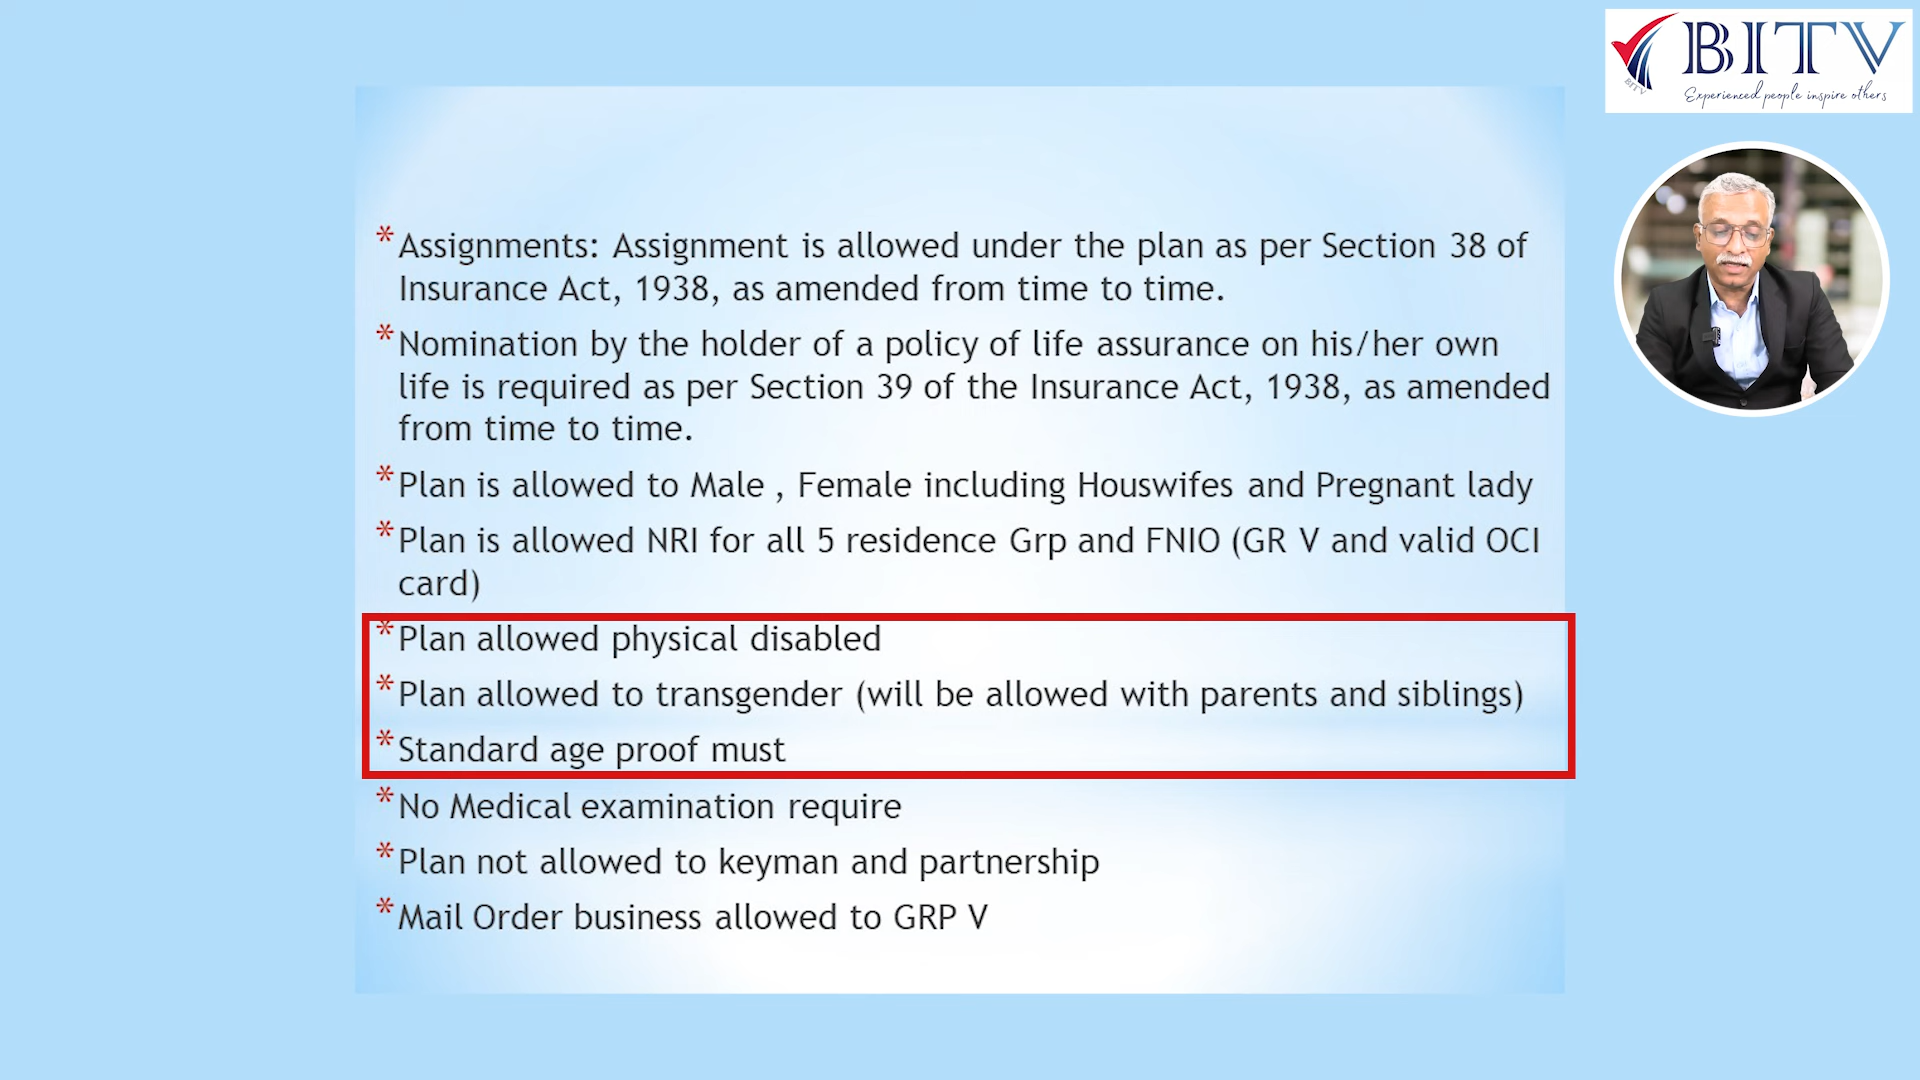 BITV
Experienced people inspire others
BITV
* Assignments: Assignment is allowed under the plan as per Section 38 of
Insurance Act, 1938, as amended from time to time.
* Nomination by the holder of a policy of life assurance on his/her own
life is required as per Section 39 of the Insurance Act, 1938, as amended
from time to time.
* Plan is allowed to Male , Female including Houswifes and Pregnant lady
* Plan is allowed NRI for all 5 residence Grp and FNIO (GR V and valid OCI
card)
* Plan allowed physical disabled
* Plan allowed to transgender (will be allowed with parents and siblings)
* Standard age proof must
* No Medical examination require
* Plan not allowed to keyman and partnership
* Mail Order business allowed to GRP V